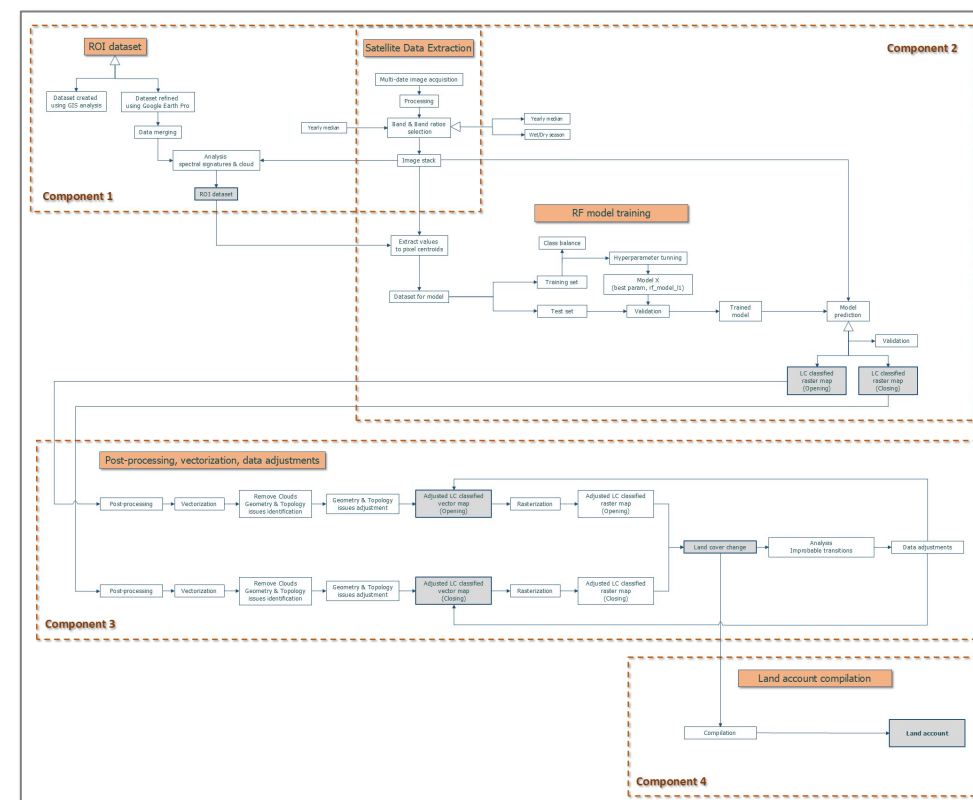 ROI dataset
Satellite Data Extraction
Component 2
Dataset created
using GIS analysis
Dataset refined
using Google Earth Pro
Data merging
Analysis
spectral signatures & cloud
ROI dataset
Component 1
Multi-date image acquisition
Processing
Yearly median
Band & Band ratios
selection
Yearly median
Wet/Dry season
Image stack
RF model training
Extract values
to pixel centroids
Dataset for model
Class balance
Hyperparameter tunning
Training set
Model X
(best param, rf_model_l1)
Test set
Validation
Trained
model
Model
prediction
Validation
LC classified
raster map
(Opening)
LC classified
raster map
(Closing)
Post-processing, vectorization, data adjustments
Post-processing
Vectorization
Remove Clouds
Geometry & Topology
issues identification
Geometry & Topology
issues adjustment
Adjusted LC classified
vector map
(Opening)
Rasterization
Adjusted LC classified
raster map
(Opening)
Land cover change
Analysis
Improbable transitions
Data adjustments
Post-processing
Vectorization
Remove Clouds
Geometry & Topology
issues identification
Geometry & Topology
issues adjustment
Adjusted LC classified
vector map
(Closing)
Rasterization
Adjusted LC classified
raster map
(Closing)
Component 3
Land account compilation
Compilation
Land account
Component 4